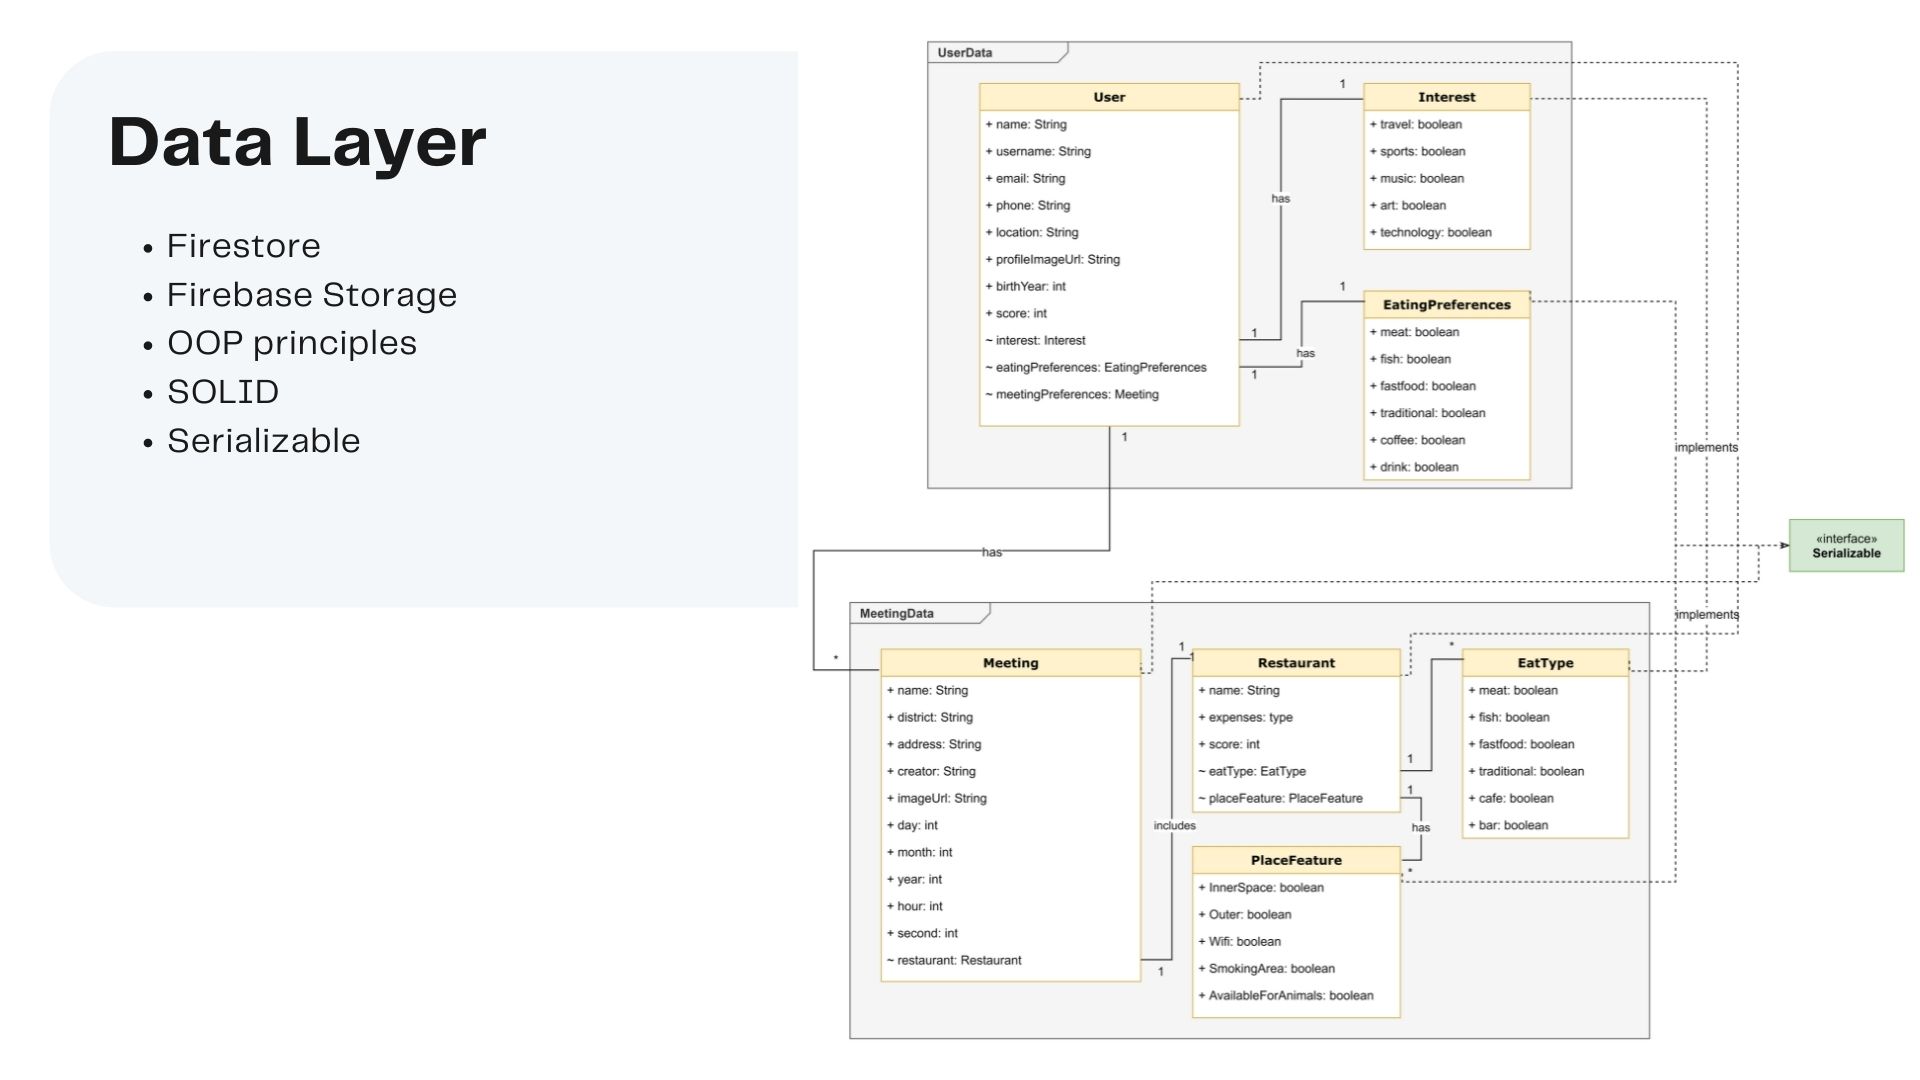 Data Layer
• Firestore
• Firebase Storage
• OOP principles
• SOLID
• Serializable
UserData
User
+ name: String
+ username: String
+ email: String
+ phone: String
+ location: String
+ profileImageUrl: String
+ birthYear: int
+ score: int
~ interest: Interest
~ eatingPreferences: EatingPreferences
~ meetingPreferences: Meeting
1
has
1
Interest
+ travel: boolean
+ sports: boolean
+ music: boolean
+ art: boolean
+ technology: boolean
1
has
1
EatingPreferences
+ meat: boolean
+ fish: boolean
+ fastfood: boolean
+ traditional: boolean
+ coffee: boolean
+ drink: boolean
1
has
*
implements
«interface»
Serializable
implements
MeetingData
Meeting
+ name: String
+ district: String
+ address: String
+ creator: String
+ imageUrl: String
+ day: int
+ month: int
+ year: int
+ hour: int
+ second: int
~ restaurant: Restaurant
1
1
includes
1
Restaurant
+ name: String
+ expenses: type
+ score: int
~ eatType: EatType
~ placeFeature: PlaceFeature
*
1
1
has
*
EatType
+ meat: boolean
+ fish: boolean
+ fastfood: boolean
+ traditional: boolean
+ cafe: boolean
+ bar: boolean
PlaceFeature
+ InnerSpace: boolean
+ Outer: boolean
+ Wifi: boolean
+ SmokingArea: boolean
+ AvailableForAnimals: boolean